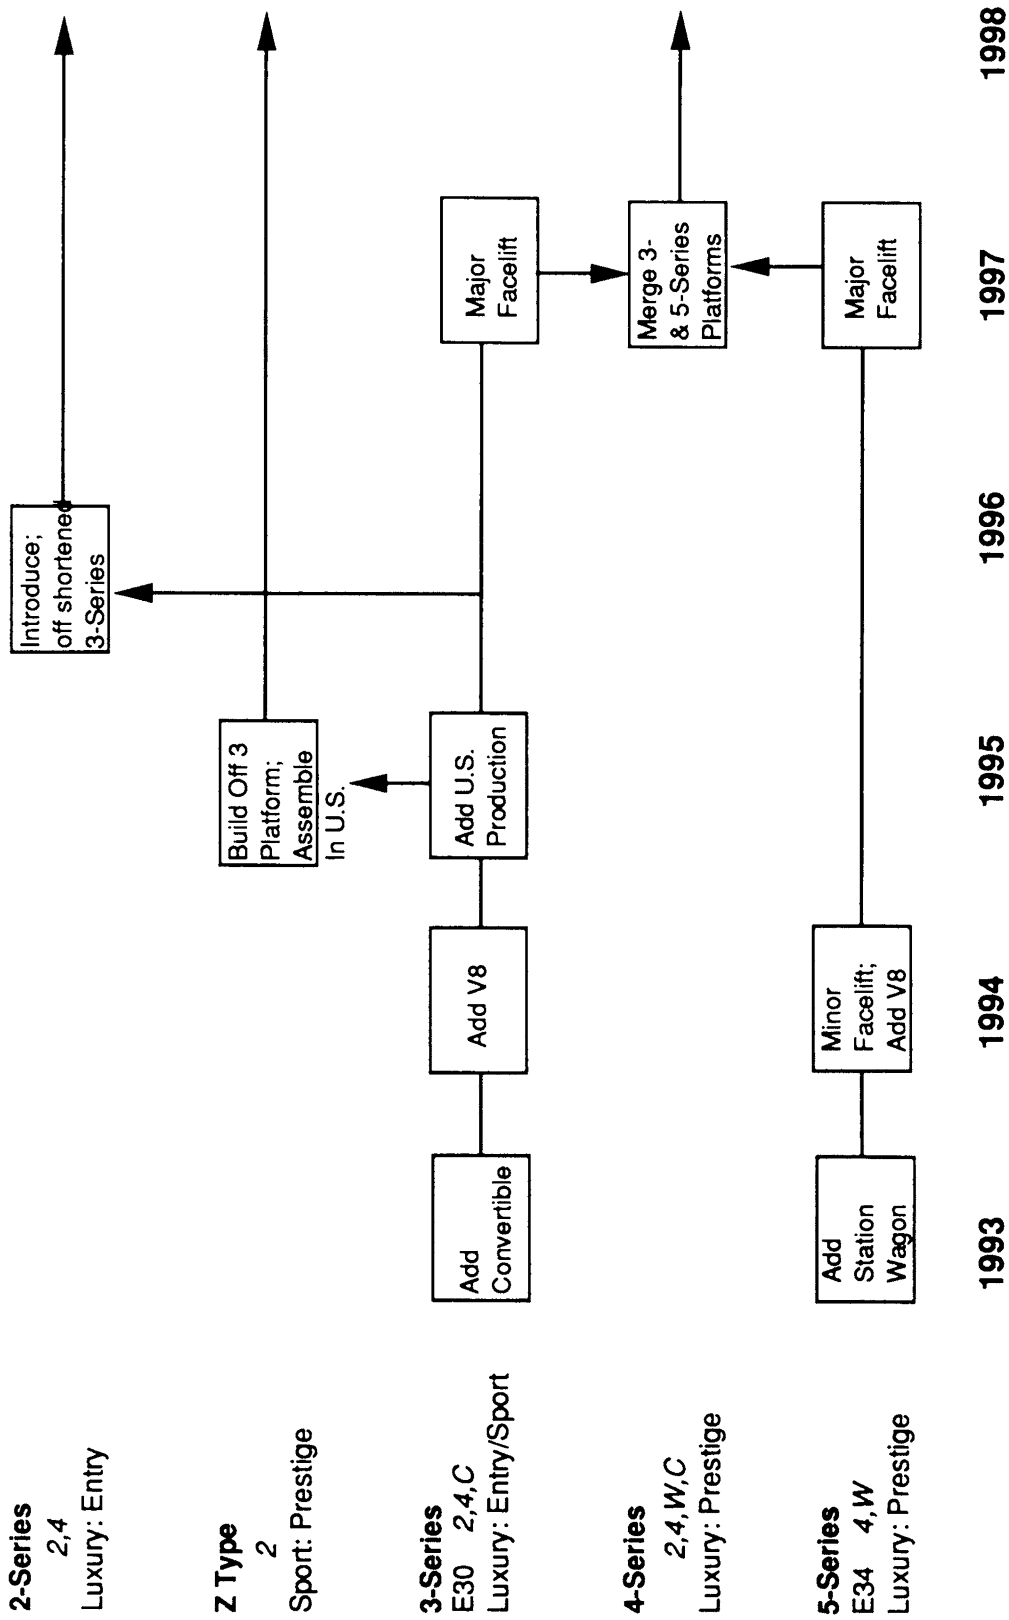 2-Series
2,4
Luxury: Entry
Introduce;
off shortened
3-Series
Z Type
2
Sport: Prestige
Build Off 3
Platform;
Assemble
In U.S.
3-Series
E30 2,4,C
Luxury: Entry/Sport
Add
Convertible
Add V8
Add U.S.
Production
Major
Facelift
4-Series
2,4,W,C
Luxury: Prestige
Merge 3-
& 5-Series
Platforms
5-Series
E34 4,W
Luxury: Prestige
Add
Station
Wagon
Minor
Facelift;
Add V8
Major
Facelift
1993 1994 1995 1996 1997 1998